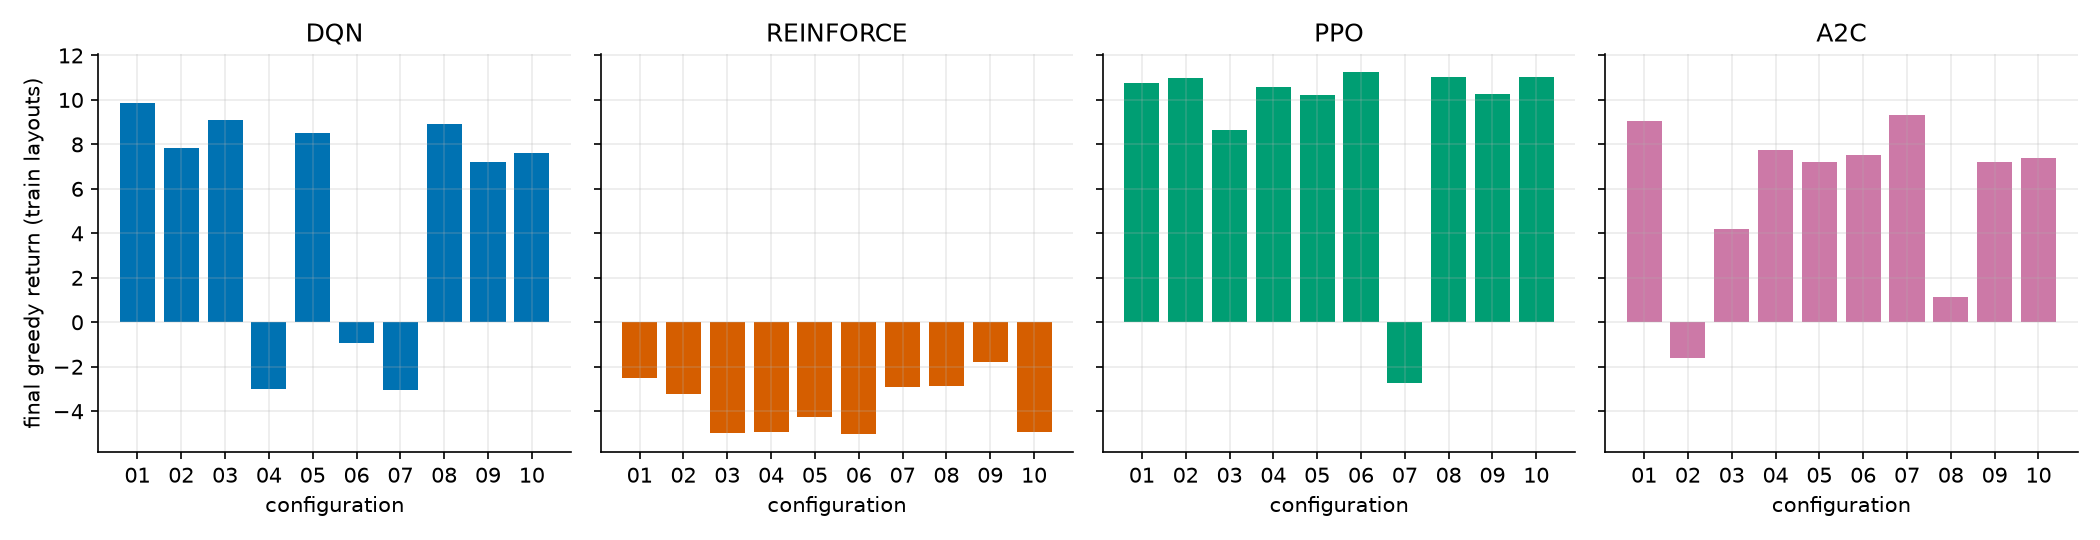 DQN
REINFORCE
PPO
A2C
final greedy return (train layouts)
12
10
8
6
4
2
0
−2
−4
01 02 03 04 05 06 07 08 09 10
01 02 03 04 05 06 07 08 09 10
01 02 03 04 05 06 07 08 09 10
01 02 03 04 05 06 07 08 09 10
configuration
configuration
configuration
configuration